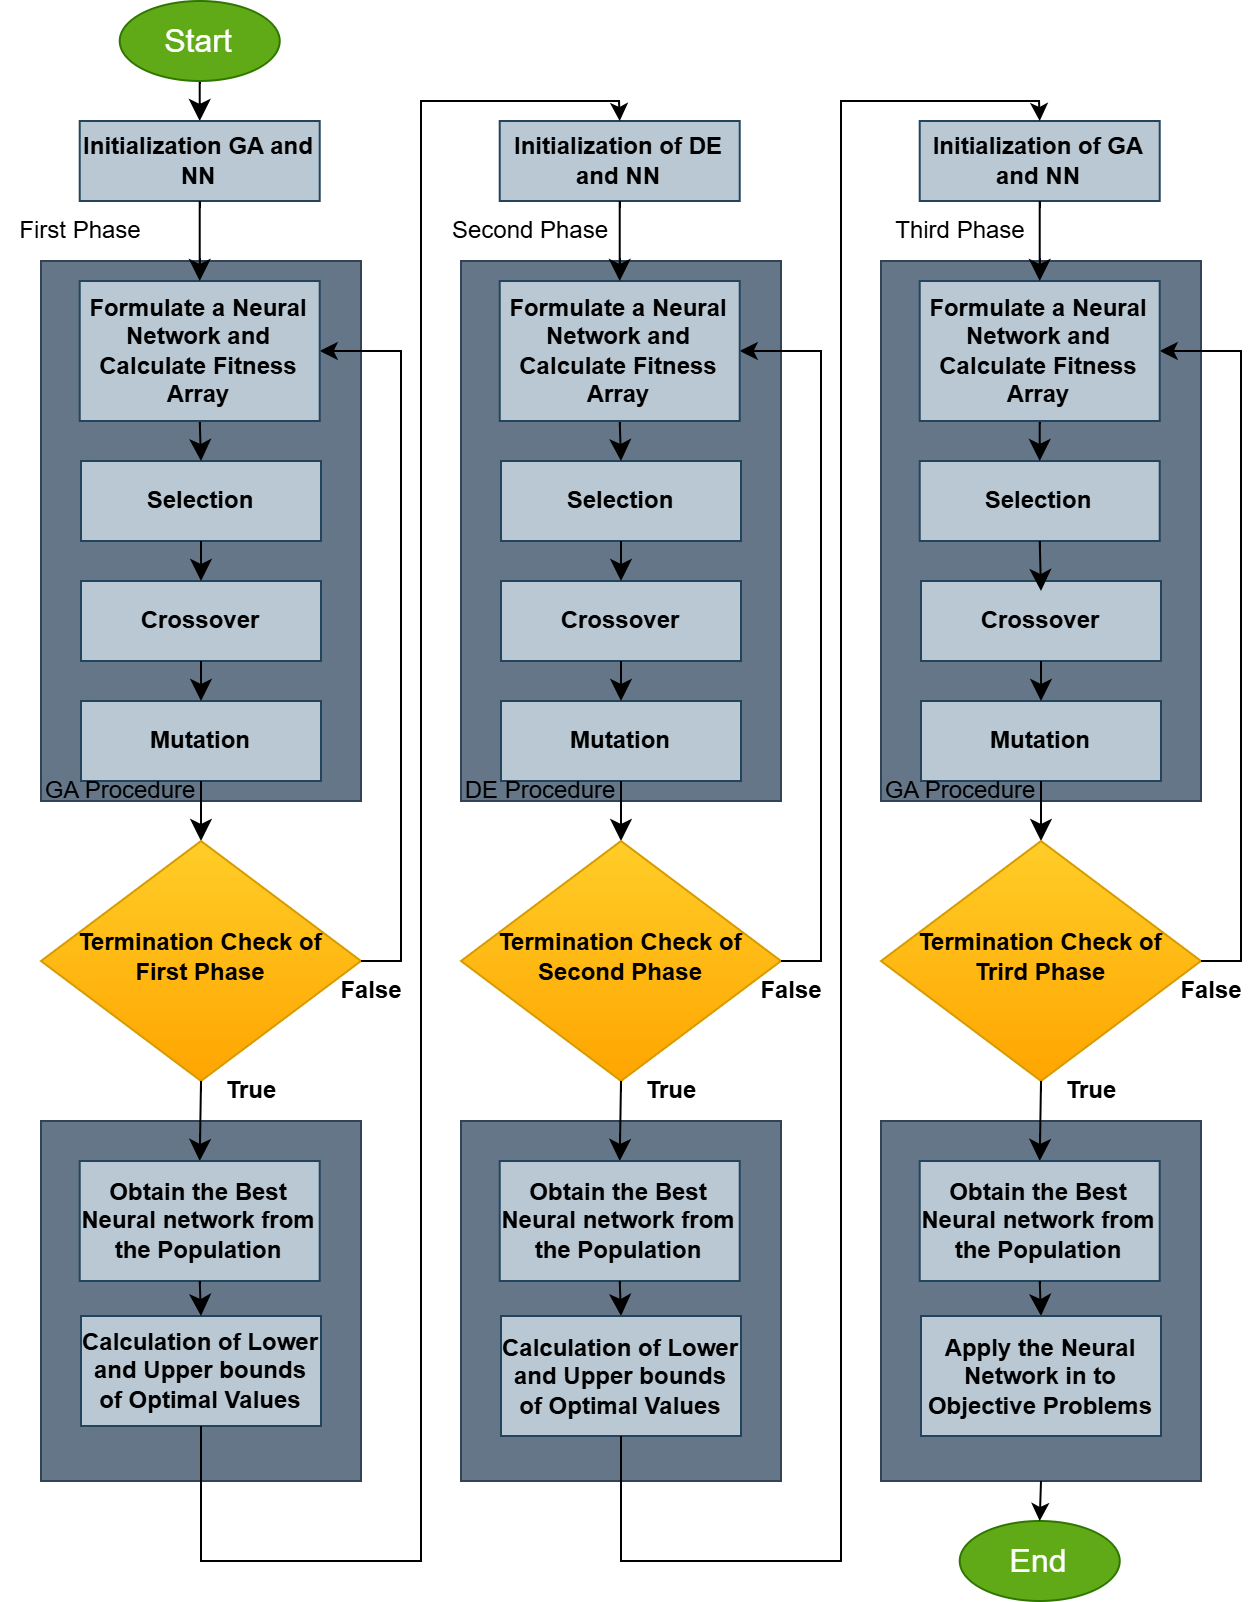 Start
Initialization GA and
NN
First Phase
Formulate a Neural
Network and
Calculate Fitness
Array
Selection
Crossover
Mutation
GA Procedure
Termination Check of
First Phase
False
True
Obtain the Best
Neural network from
the Population
Calculation of Lower
and Upper bounds
of Optimal Values
Initialization of DE
and NN
Second Phase
Formulate a Neural
Network and
Calculate Fitness
Array
Selection
Crossover
Mutation
DE Procedure
Termination Check of
Second Phase
False
True
Obtain the Best
Neural network from
the Population
Calculation of Lower
and Upper bounds
of Optimal Values
Initialization of GA
and NN
Third Phase
Formulate a Neural
Network and
Calculate Fitness
Array
Selection
Crossover
Mutation
GA Procedure
Termination Check of
Trird Phase
False
True
Obtain the Best
Neural network from
the Population
Apply the Neural
Network in to
Objective Problems
End